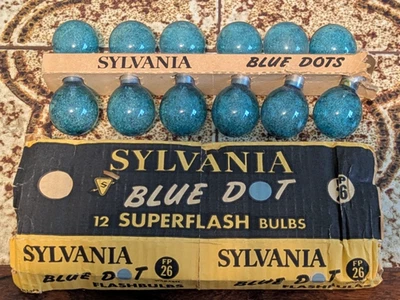 SYLVANIA BLUE DOTS
SYLVANIA
S
BLUE DOT
FP
26
12 SUPERFLASH BULBS
SYLVANIA FP
26
BLUE DOT
FLASHBULBS
SYLVANIA FP
26
BLUE DOT
FLASHBULBS